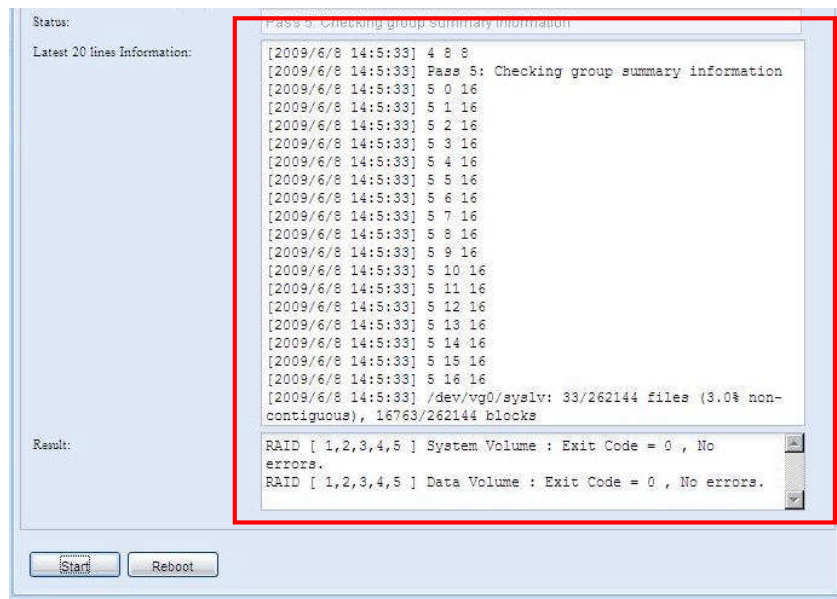 Status:
Pass 5: Checking group summary information
Latest 20 lines Information:
[2009/6/8 14:5:33] 4 8 8
[2009/6/8 14:5:33] Pass 5: Checking group summary information
[2009/6/8 14:5:33] 5 0 16
[2009/6/8 14:5:33] 5 1 16
[2009/6/8 14:5:33] 5 2 16
[2009/6/8 14:5:33] 5 3 16
[2009/6/8 14:5:33] 5 4 16
[2009/6/8 14:5:33] 5 5 16
[2009/6/8 14:5:33] 5 6 16
[2009/6/8 14:5:33] 5 7 16
[2009/6/8 14:5:33] 5 8 16
[2009/6/8 14:5:33] 5 9 16
[2009/6/8 14:5:33] 5 10 16
[2009/6/8 14:5:33] 5 11 16
[2009/6/8 14:5:33] 5 12 16
[2009/6/8 14:5:33] 5 13 16
[2009/6/8 14:5:33] 5 14 16
[2009/6/8 14:5:33] 5 15 16
[2009/6/8 14:5:33] 5 16 16
[2009/6/8 14:5:33] /dev/vg0/syslv: 33/262144 files (3.0% non-
contiguous), 16763/262144 blocks
Result:
RAID [ 1,2,3,4,5 ] System Volume : Exit Code = 0 , No
errors.
RAID [ 1,2,3,4,5 ] Data Volume : Exit Code = 0 , No errors.
Start
Reboot